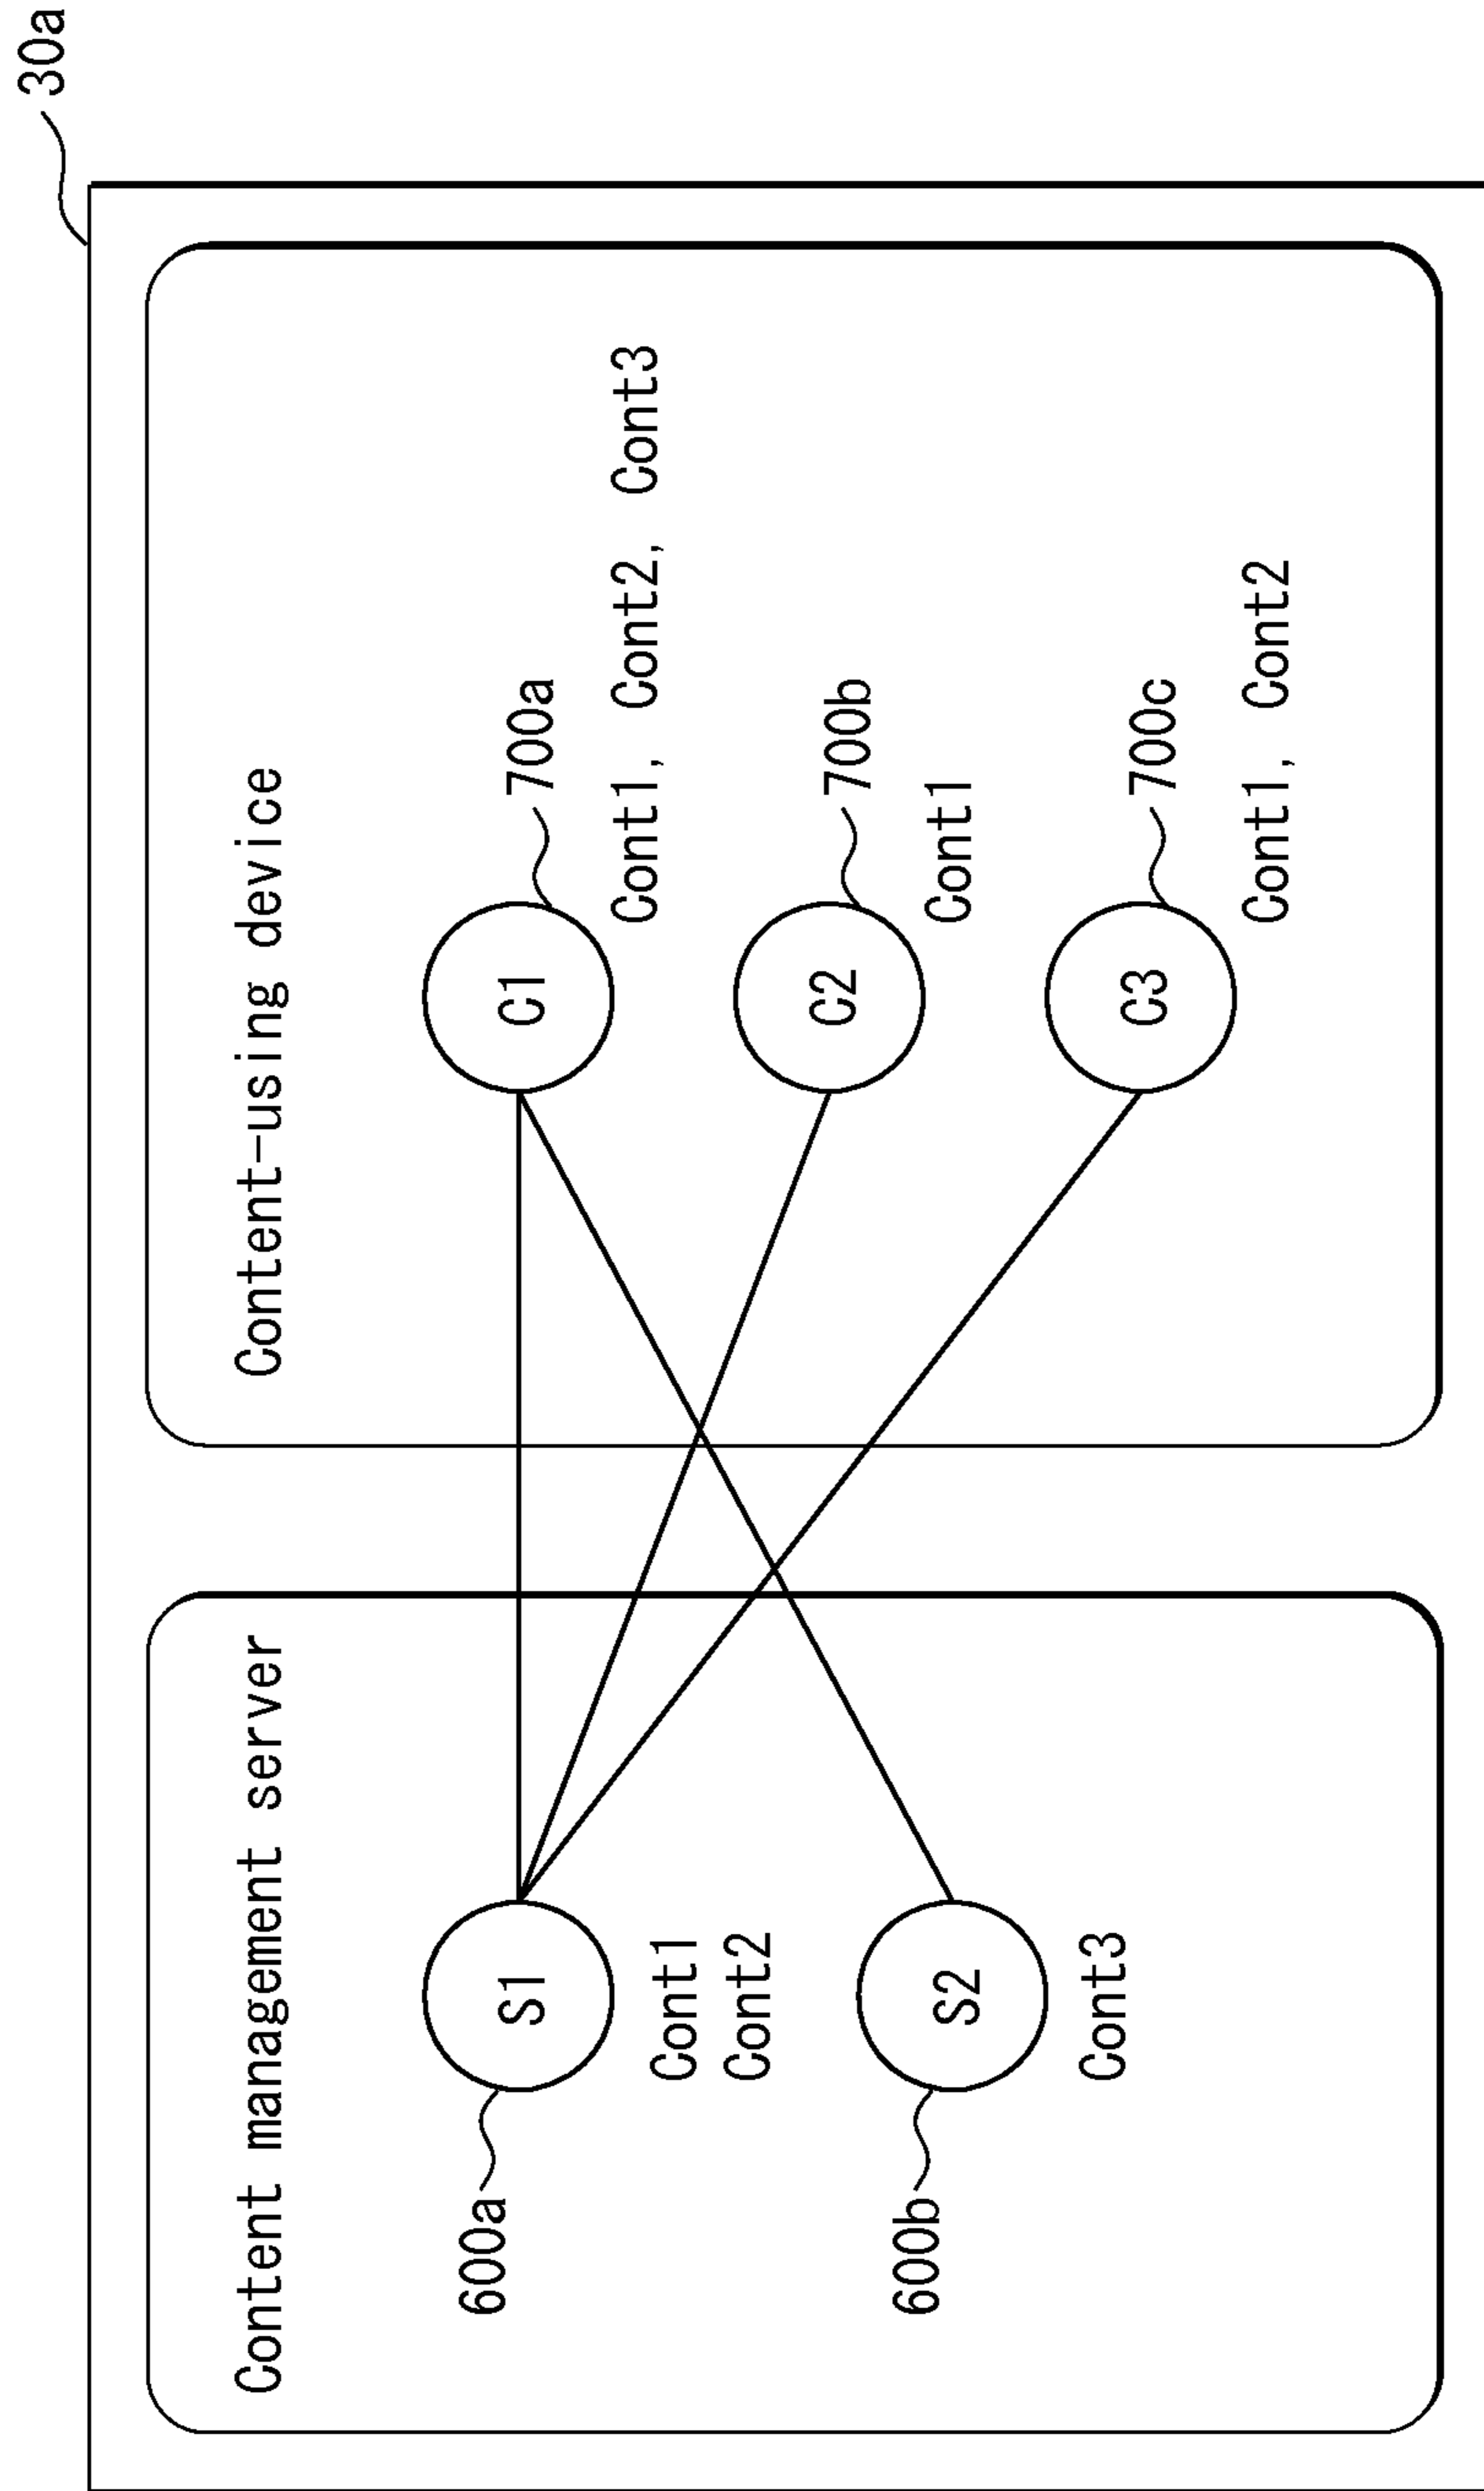 30a
Content management server
Content-using device
600a
S1
Cont1
Cont2
600b
S2
Cont3
C1
700a
Cont1, Cont2, Cont3
C2
700b
Cont1
C3
700c
Cont1, Cont2